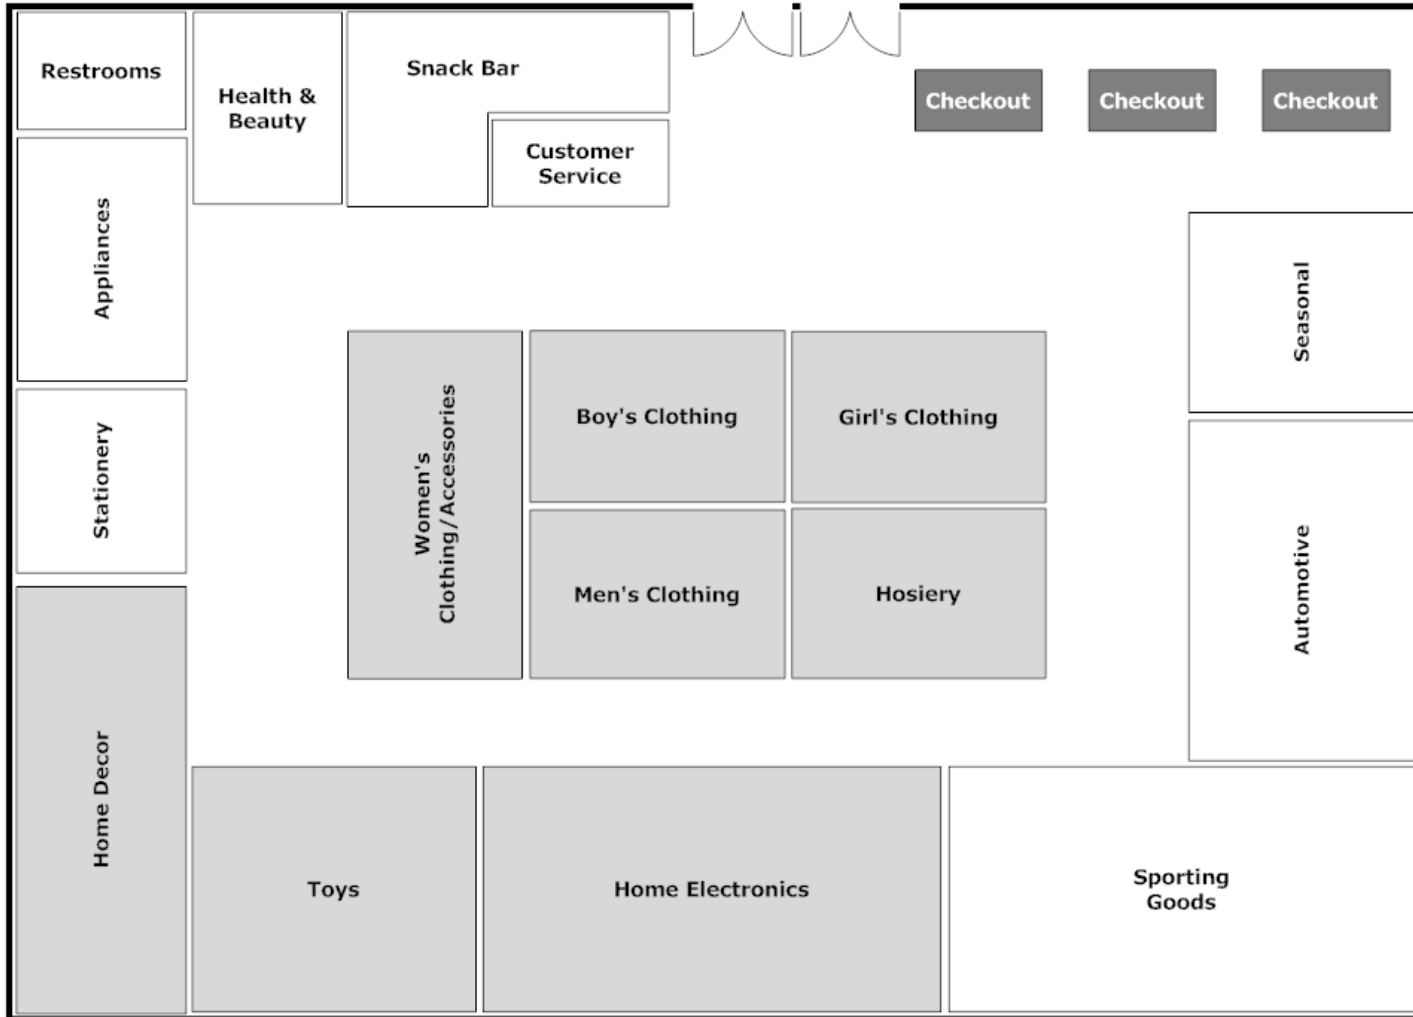 Restrooms
Health &
Beauty
Snack Bar
Customer
Service
Checkout
Checkout
Checkout
Appliances
Seasonal
Stationery
Women's
Clothing/Accessories
Boy's Clothing
Girl's Clothing
Men's Clothing
Hosiery
Automotive
Home Decor
Toys
Home Electronics
Sporting
Goods